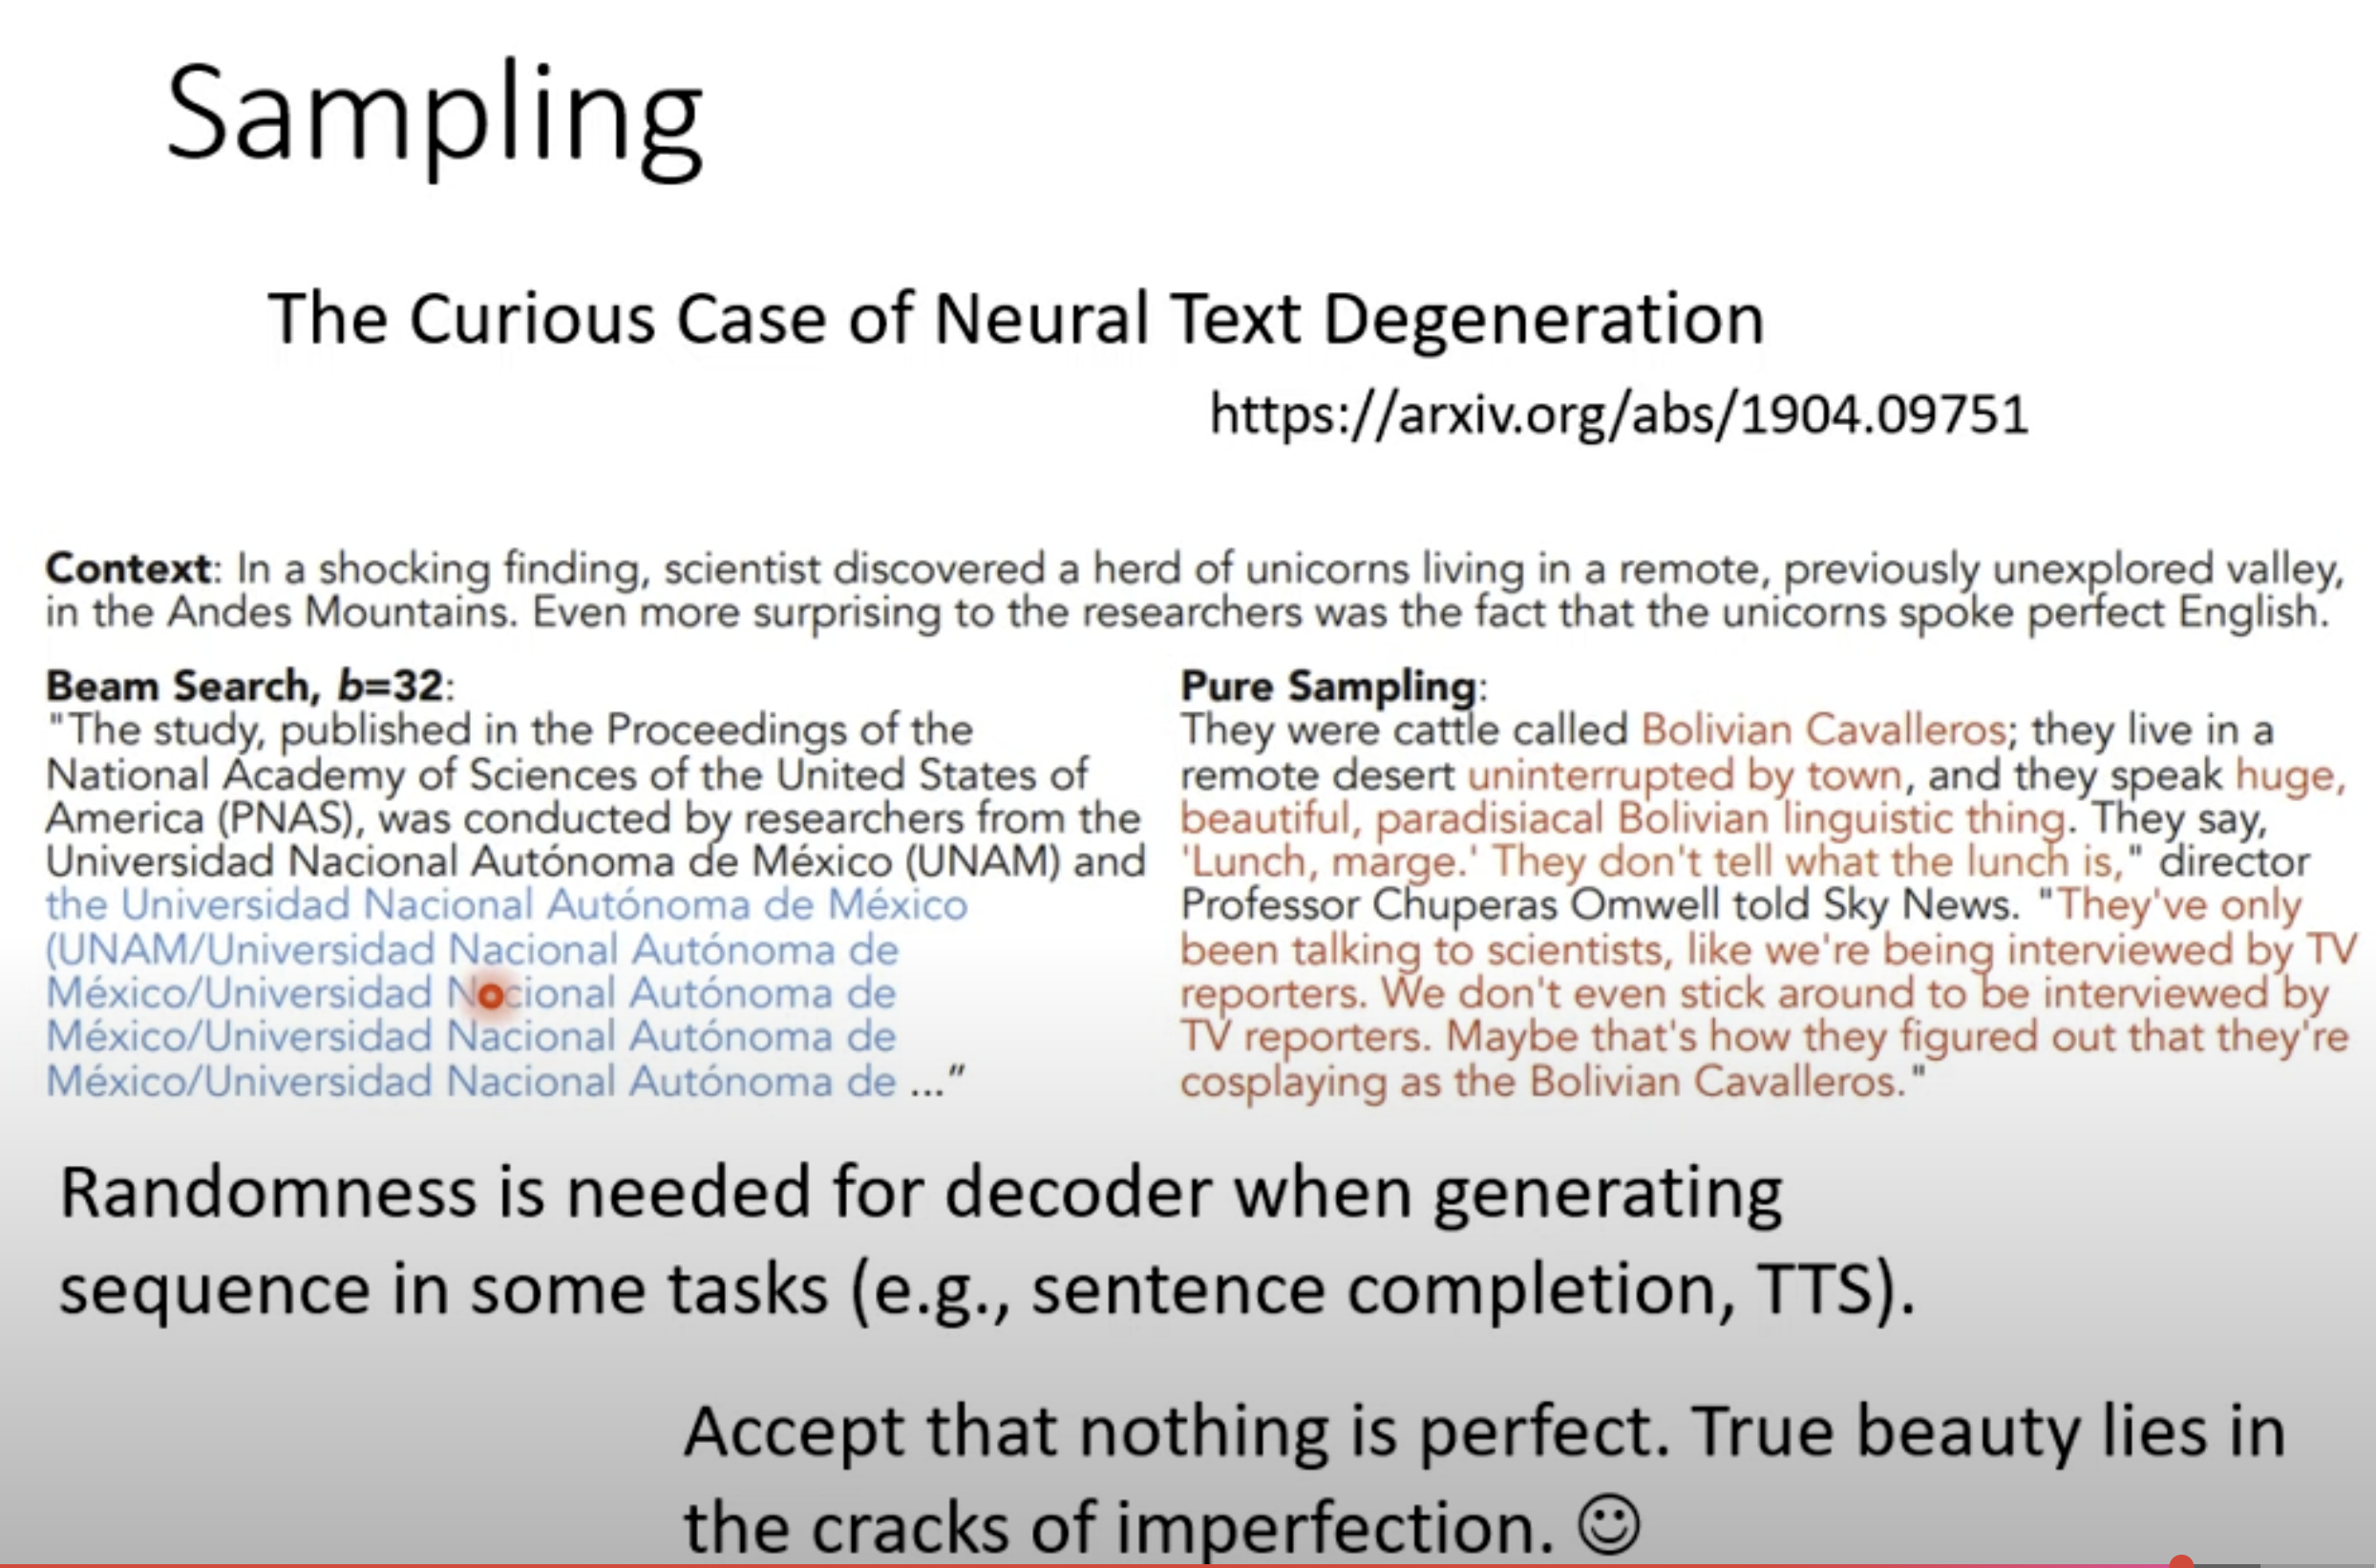 Sampling
The Curious Case of Neural Text Degeneration
https://arxiv.org/abs/1904.09751
Context: In a shocking finding, scientist discovered a herd of unicorns living in a remote, previously unexplored valley,
in the Andes Mountains. Even more surprising to the researchers was the fact that the unicorns spoke perfect English.
Beam Search, b=32:
"The study, published in the Proceedings of the
National Academy of Sciences of the United States of
America (PNAS), was conducted by researchers from the
Universidad Nacional Autónoma de México (UNAM) and
the Universidad Nacional Autónoma de México
(UNAM/Universidad Nacional Autónoma de
México/Universidad Nacional Autónoma de
México/Universidad Nacional Autónoma de
México/Universidad Nacional Autónoma de ..."
Pure Sampling:
They were cattle called Bolivian Cavalleros; they live in a
remote desert uninterrupted by town, and they speak huge,
beautiful, paradisiacal Bolivian linguistic thing. They say,
'Lunch, marge.' They don't tell what the lunch is," director
Professor Chuperas Omwell told Sky News. "They've only
been talking to scientists, like we're being interviewed by TV
reporters. We don't even stick around to be interviewed by
TV reporters. Maybe that's how they figured out that they're
cosplaying as the Bolivian Cavalleros."
Randomness is needed for decoder when generating
sequence in some tasks (e.g., sentence completion, TTS).
Accept that nothing is perfect. True beauty lies in
the cracks of imperfection. ☺